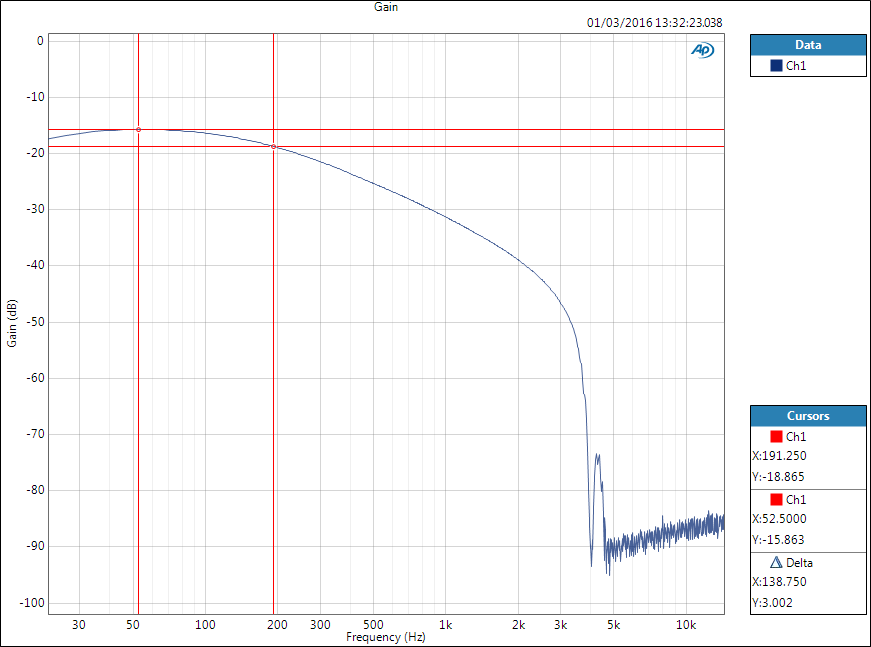 Gain
01/03/2016 13:32:23.038
AP
Data
Ch1
0
-10
-20
-30
-40
-50
-60
-70
-80
-90
-100
Gain (dB)
30 50 100 200 300 500 1k 2k 3k 5k 10k
Frequency (Hz)
Cursors
Ch1
X:191.250
Y:-18.865
Ch1
X:52.5000
Y:-15.863
Delta
X:138.750
Y:3.002